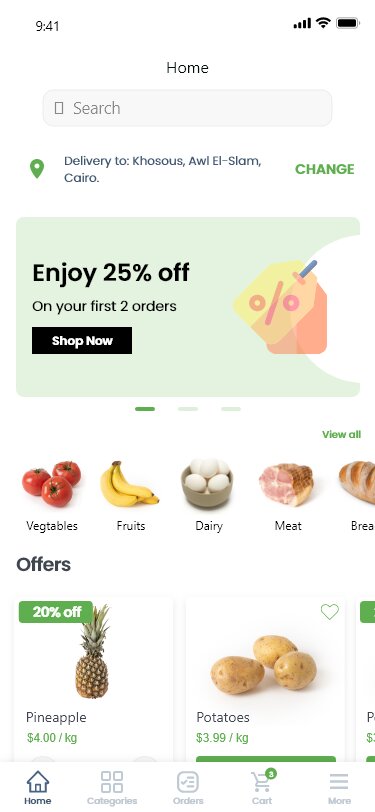 9:41
Home
Search
Delivery to: Khosous, Awl El-Slam,
Cairo.
CHANGE
Enjoy 25% off
On your first 2 orders
Shop Now
%
View all
Vegtables
Fruits
Dairy
Meat
Brea
Offers
20% off
Pineapple
$4.00 / kg
Potatoes
$3.99 / kg
3
Home
Categories
Orders
Cart
More